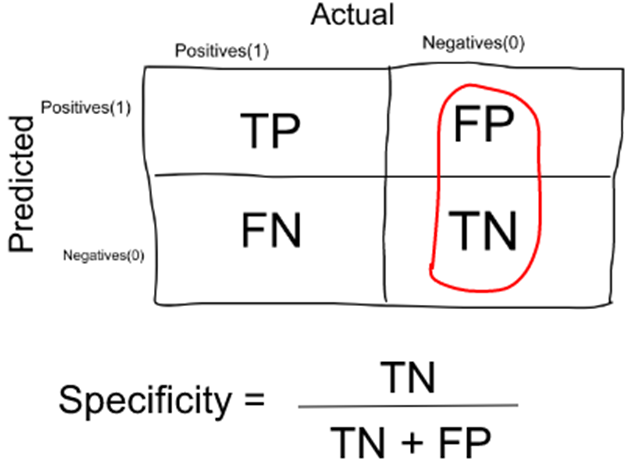 Actual
Positives(1)
Negatives(0)
Predicted
Positives(1)
TP
FP
Negatives(0)
FN
TN
Specificity =
TN
TN + FP